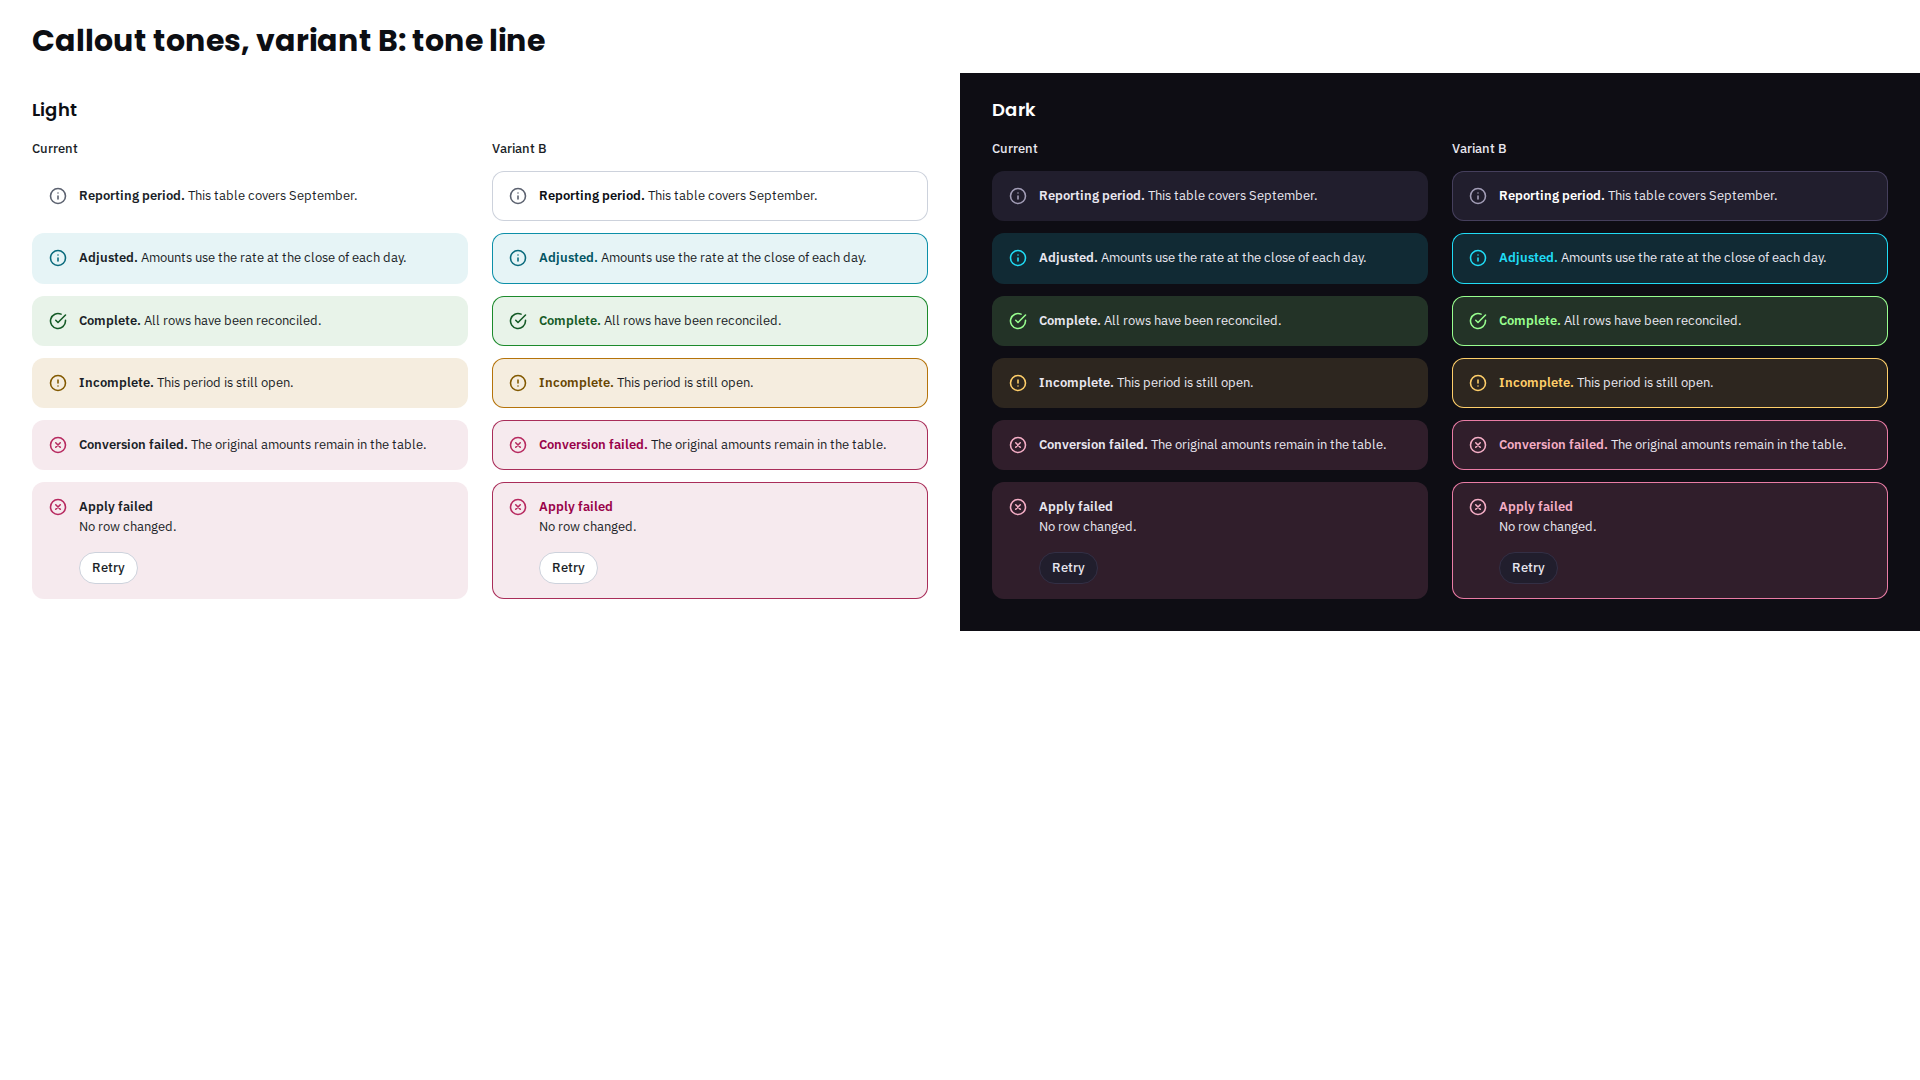 Callout tones, variant B: tone line
Light
Current
Reporting period. This table covers September.
Adjusted. Amounts use the rate at the close of each day.
Complete. All rows have been reconciled.
Incomplete. This period is still open.
Conversion failed. The original amounts remain in the table.
Apply failed
No row changed.
Retry
Variant B
Reporting period. This table covers September.
Adjusted. Amounts use the rate at the close of each day.
Complete. All rows have been reconciled.
Incomplete. This period is still open.
Conversion failed. The original amounts remain in the table.
Apply failed
No row changed.
Retry
Dark
Current
Reporting period. This table covers September.
Adjusted. Amounts use the rate at the close of each day.
Complete. All rows have been reconciled.
Incomplete. This period is still open.
Conversion failed. The original amounts remain in the table.
Apply failed
No row changed.
Retry
Variant B
Reporting period. This table covers September.
Adjusted. Amounts use the rate at the close of each day.
Complete. All rows have been reconciled.
Incomplete. This period is still open.
Conversion failed. The original amounts remain in the table.
Apply failed
No row changed.
Retry